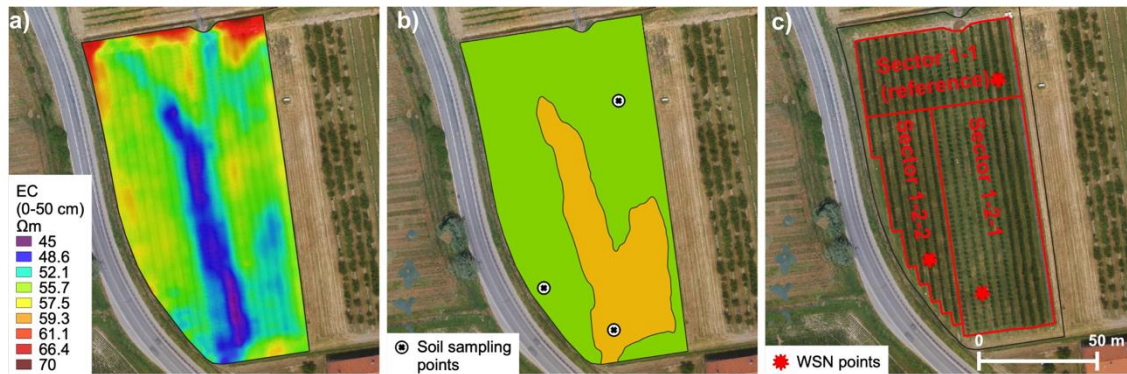 a)
EC
(0-50 cm)
Ωm
45
48.6
52.1
55.7
57.5
59.3
61.1
66.4
70
b)
Soil sampling
points
c)
Sector 1-1
(reference)
Sector 1-2-2
Sector 1-2-1
WSN points
0
50 m